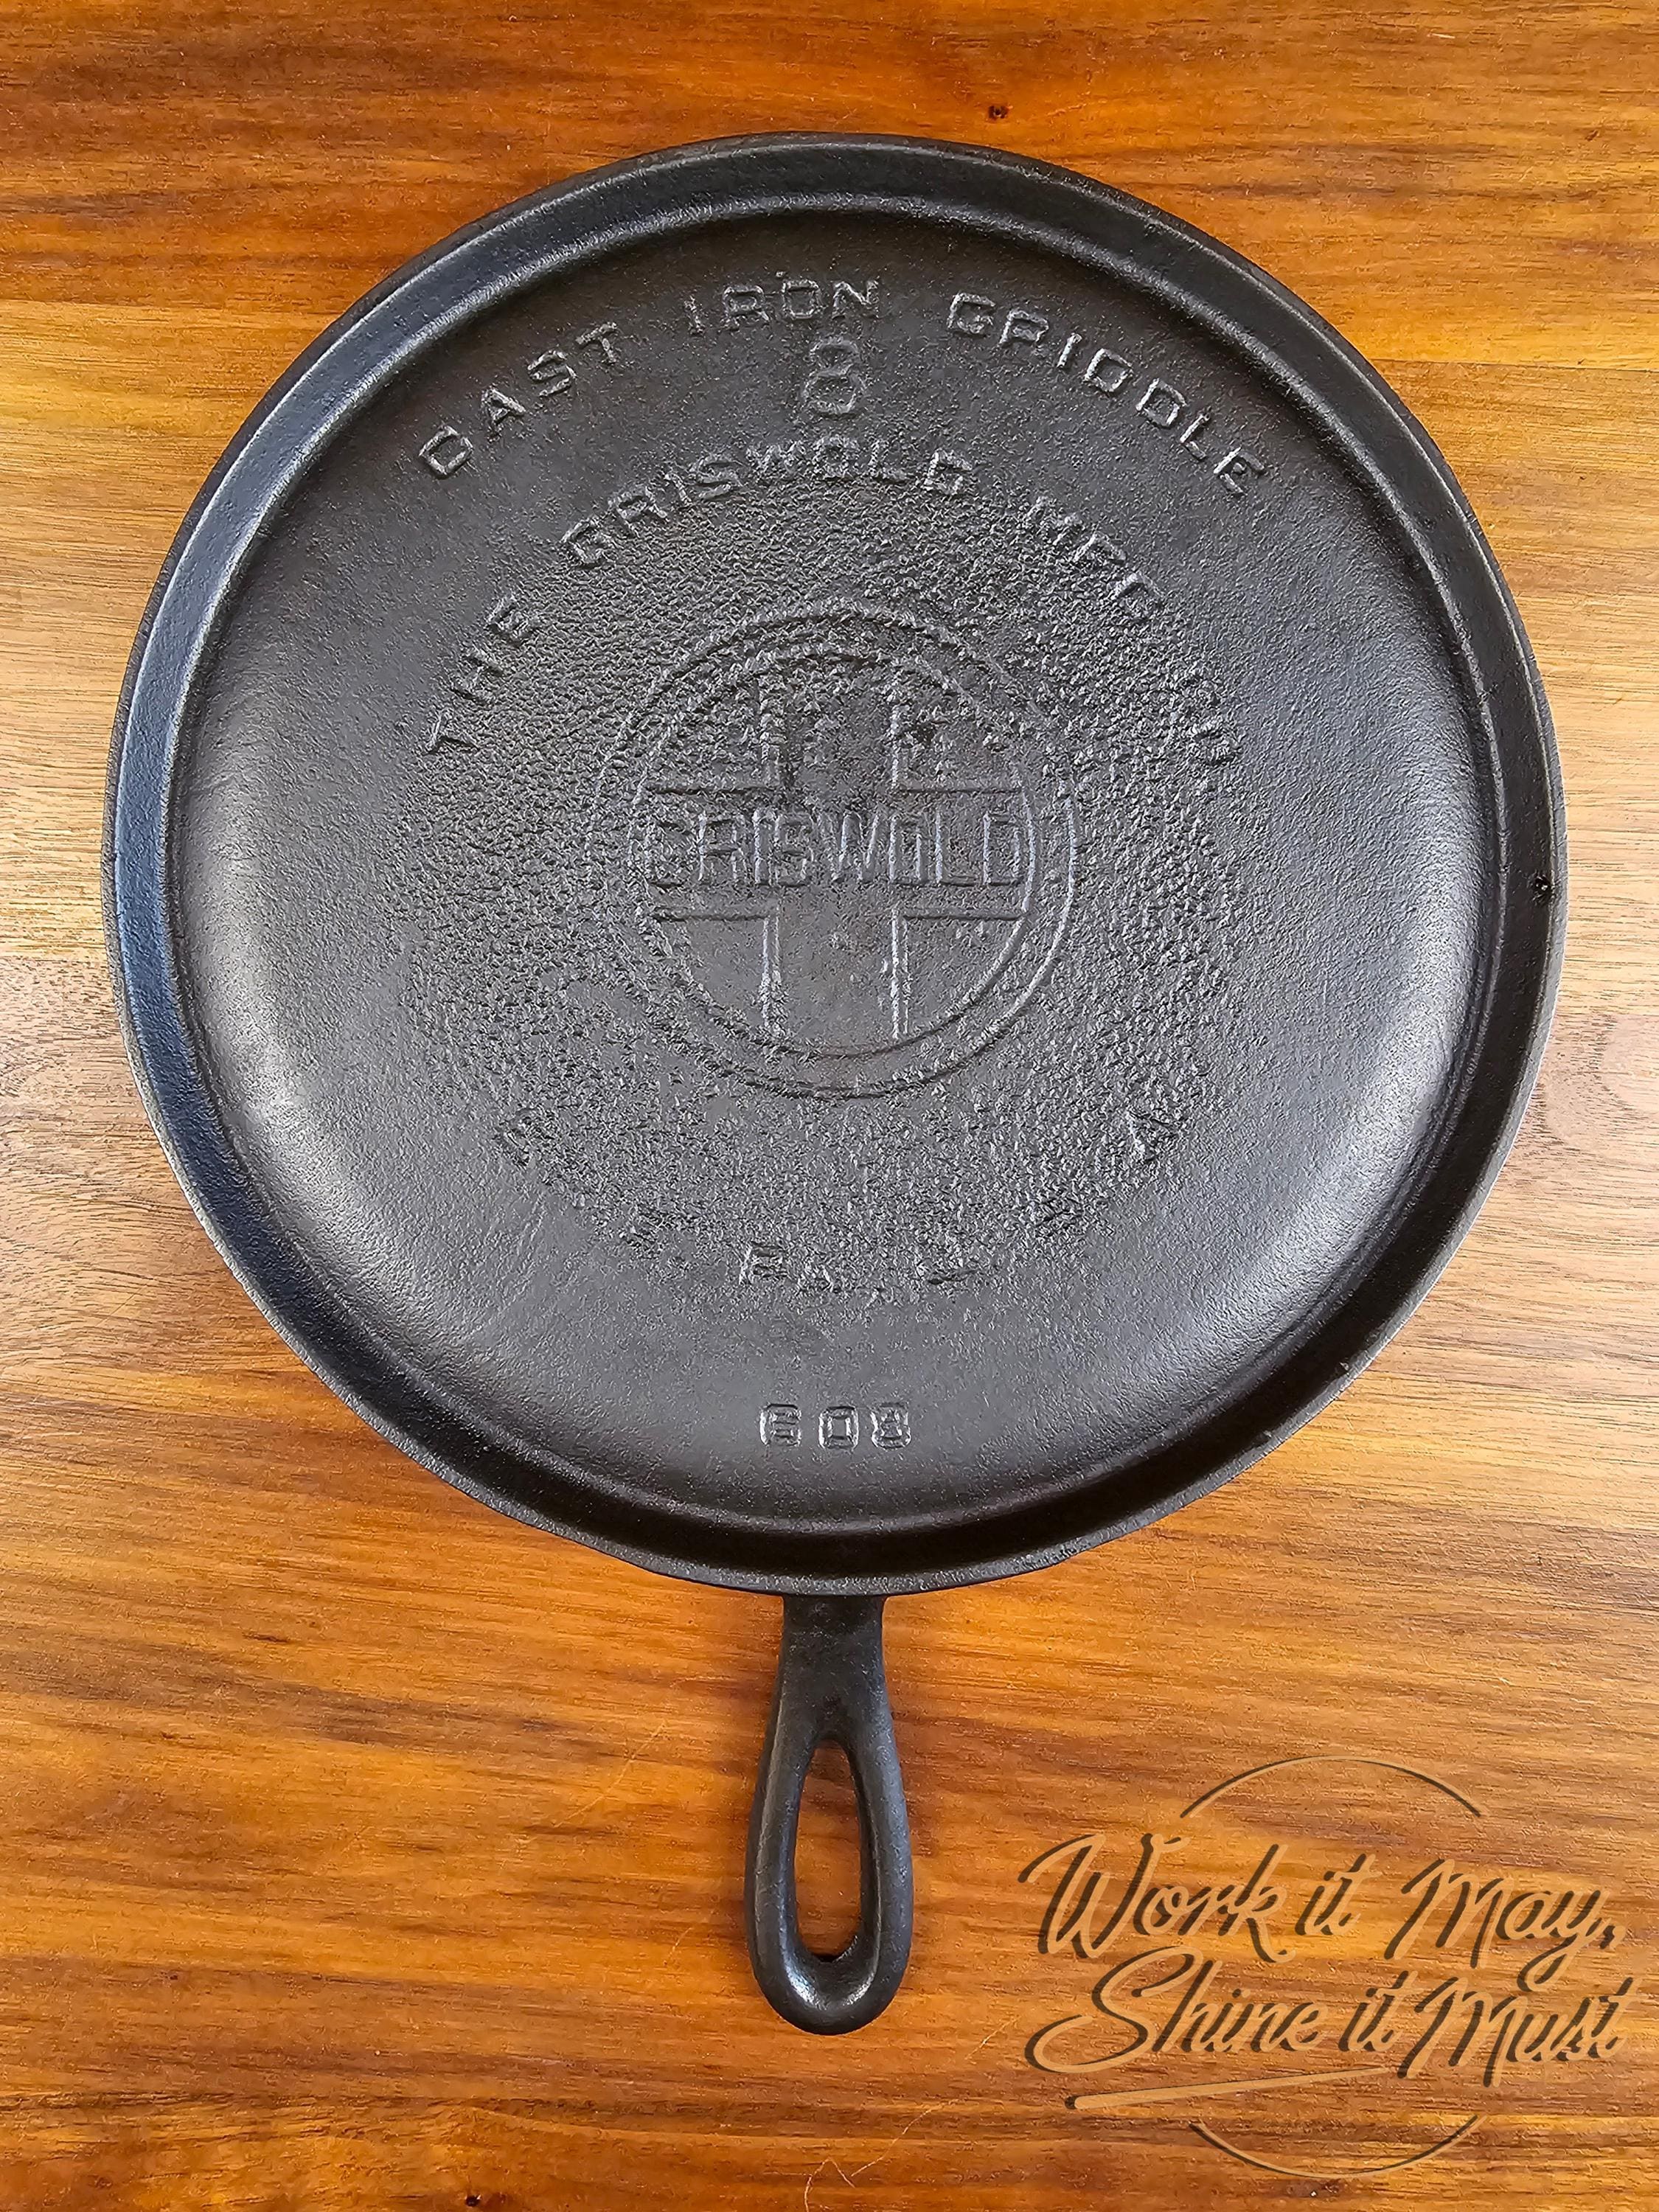 CAST IRON GRIDDLE
8
THE GRISWOLD MFG CO
GRISWOLD
PA.,
A
608
Work it May,
Shine it Must